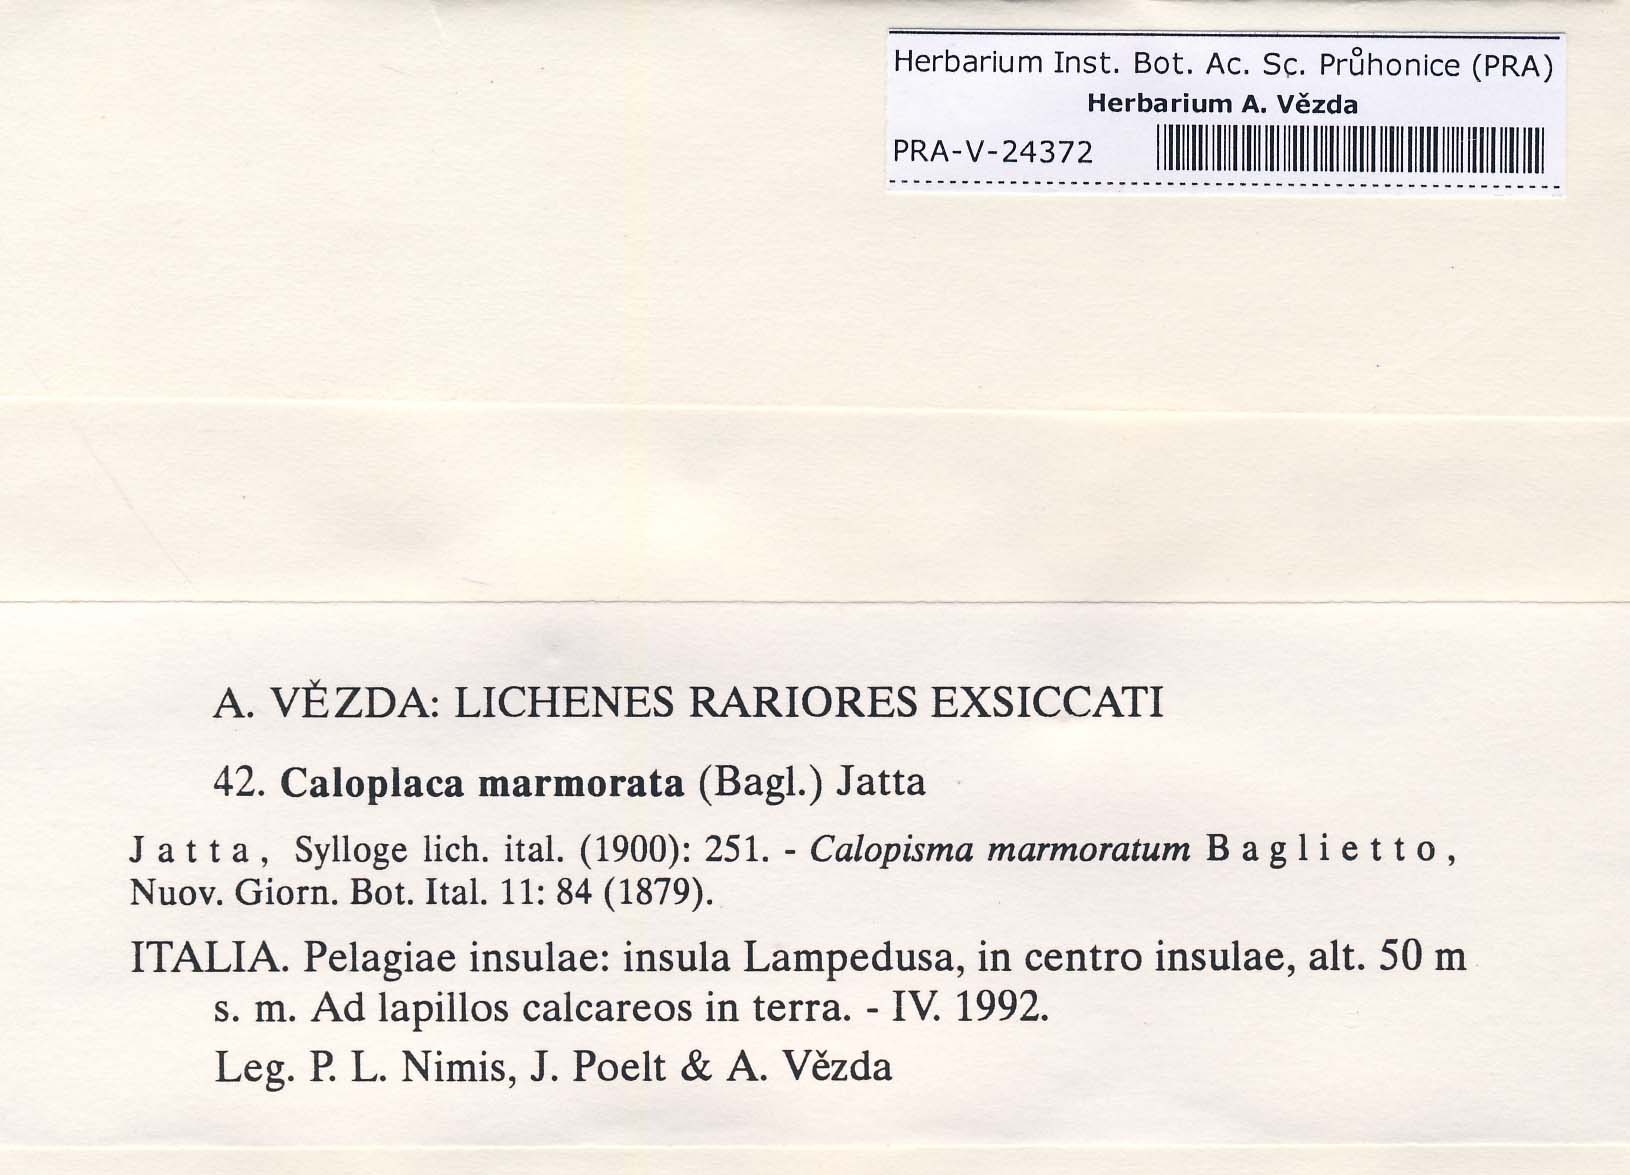 Herbarium Inst. Bot. Ac. Sc. Průhonice (PRA)
Herbarium A. Vězda
PRA-V-24372
A. VĚZDA: LICHENES RARIORES EXSICCATI
42. Caloplaca marmorata (Bagl.) Jatta
Jatta, Sylloge lich. ital. (1900): 251. - Calopisma marmoratum Baglietto,
Nuov. Giorn. Bot. Ital. 11: 84 (1879).
ITALIA. Pelagiae insulae: insula Lampedusa, in centro insulae, alt. 50 m
s. m. Ad lapillos calcareos in terra. - IV. 1992.
Leg. P. L. Nimis, J. Poelt & A. Vězda